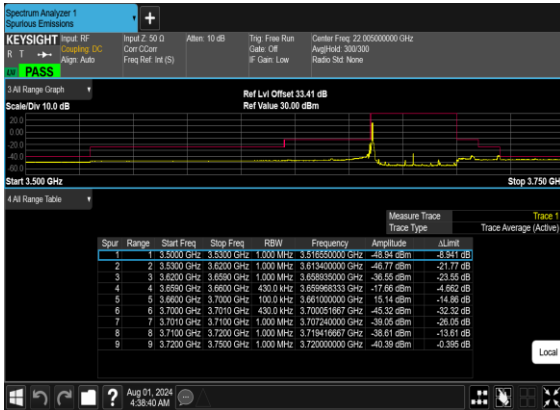 Spectrum Analyzer 1
Spurious Emissions
KEYSIGHT Input: RF Input Z: 50 Ω Atten: 10 dB Trig: Free Run Center Freq: 22.005000000 GHz
R T Coupling: DC Corr CCorr Gate: Off Avg|Hold: 300/300
Align: Auto Freq Ref: Int (S) IF Gain: Low Radio Std: None
PASS
3 All Range Graph
Ref Lvl Offset 33.41 dB
Scale/Div 10.0 dB Ref Value 30.00 dBm
20.0
0.00
-20.0
-40.0
-60.0
Start 3.500 GHz Stop 3.750 GH
4 All Range Table
Measure Trace Trace 1
Trace Type Trace Average (Active)
Spur Range Start Freq Stop Freq RBW Frequency Amplitude ΔLimit
1 1 3.5000 GHz 3.5300 GHz 1.000 MHz 3.516550000 GHz -48.94 dBm -8.941 dB
2 2 3.5300 GHz 3.6200 GHz 1.000 MHz 3.613400000 GHz -46.77 dBm -21.77 dB
3 3 3.6200 GHz 3.6590 GHz 1.000 MHz 3.658935000 GHz -36.55 dBm -23.55 dB
4 4 3.6590 GHz 3.6600 GHz 430.0 kHz 3.659968333 GHz -17.66 dBm -4.662 dB
5 5 3.6600 GHz 3.7000 GHz 100.0 kHz 3.661000000 GHz 15.14 dBm -14.86 dB
6 6 3.7000 GHz 3.7010 GHz 430.0 kHz 3.700051667 GHz -45.32 dBm -32.32 dB
7 7 3.7010 GHz 3.7100 GHz 1.000 MHz 3.707240000 GHz -39.05 dBm -26.05 dB
8 8 3.7100 GHz 3.7200 GHz 1.000 MHz 3.719416667 GHz -38.61 dBm -13.61 dB
9 9 3.7200 GHz 3.7500 GHz 1.000 MHz 3.720000000 GHz -40.39 dBm -0.395 dB
Local
Aug 01, 2024
4:38:40 AM